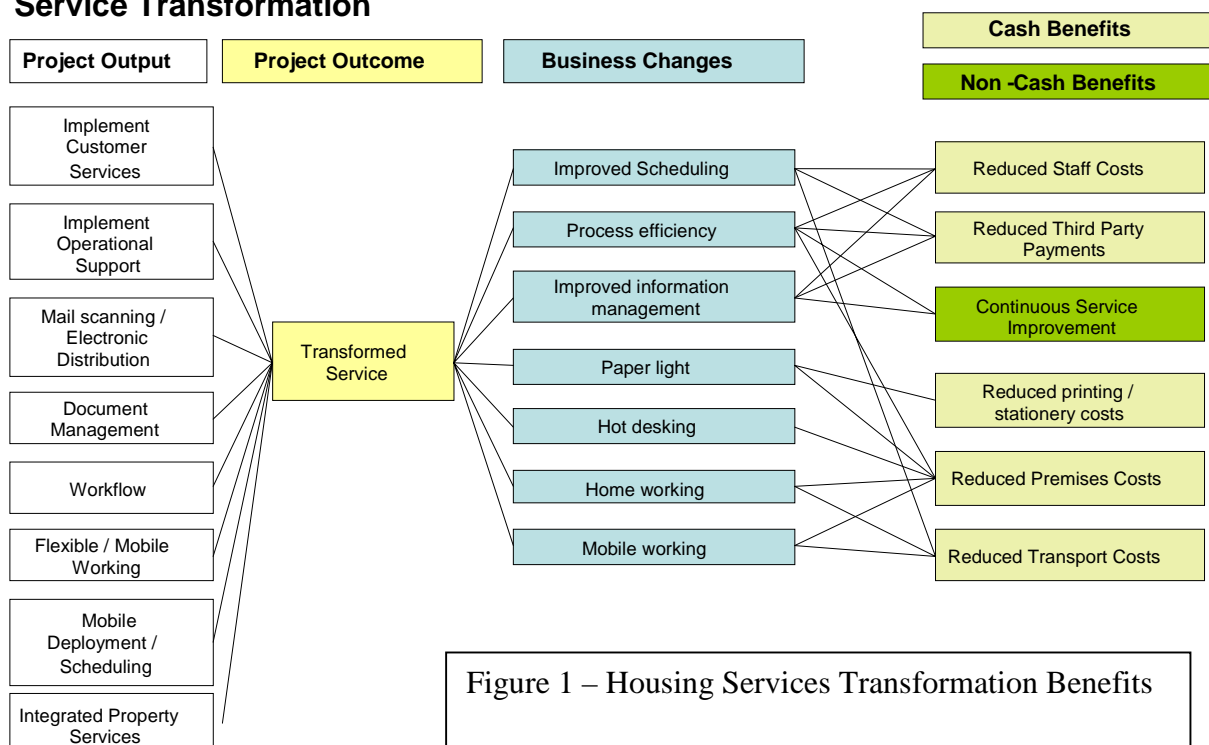 Service Transformation
Cash Benefits
Project Output
Project Outcome
Business Changes
Non -Cash Benefits
Implement
Customer
Services
Implement
Operational
Support
Mail scanning /
Electronic
Distribution
Document
Management
Workflow
Flexible / Mobile
Working
Mobile
Deployment /
Scheduling
Integrated Property
Services
Transformed
Service
Improved Scheduling
Process efficiency
Improved information
management
Paper light
Hot desking
Home working
Mobile working
Reduced Staff Costs
Reduced Third Party
Payments
Continuous Service
Improvement
Reduced printing /
stationery costs
Reduced Premises Costs
Reduced Transport Costs
Figure 1 – Housing Services Transformation Benefits